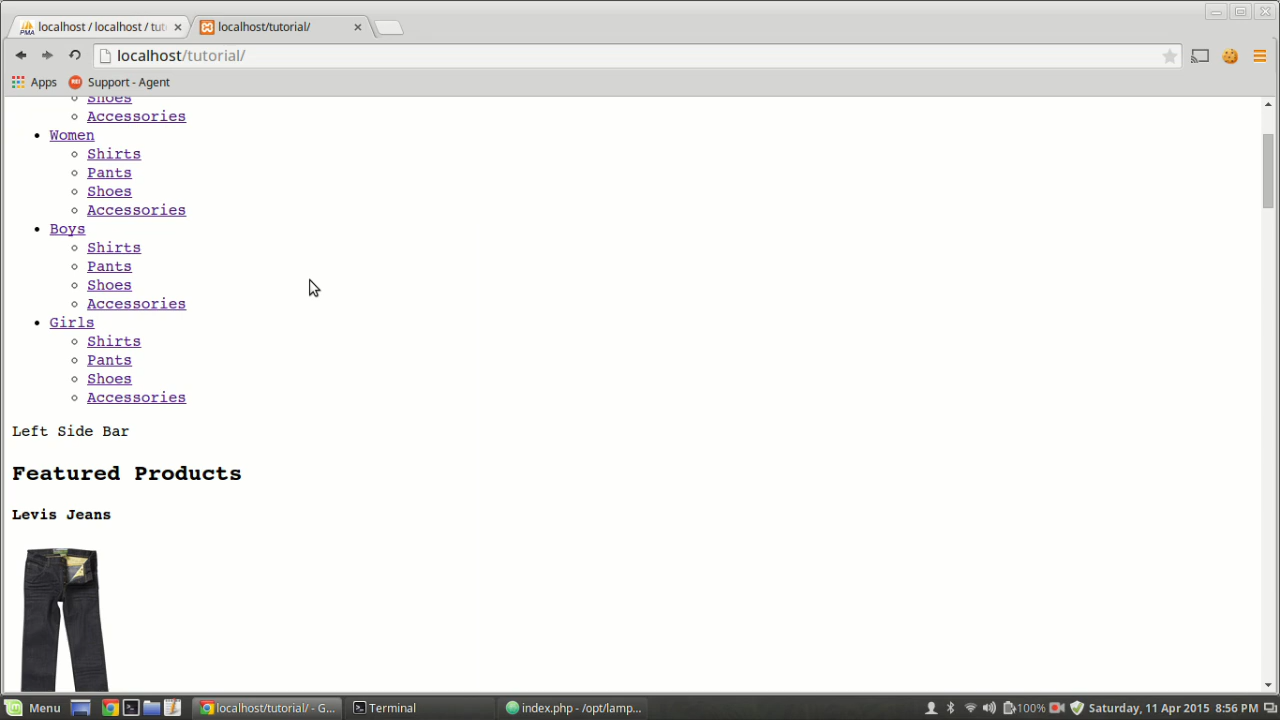 localhost / localhost / tut
localhost/tutorial/
localhost/tutorial/
Apps
Support - Agent
Shoes
Accessories
Women
Shirts
Pants
Shoes
Accessories
Boys
Shirts
Pants
Shoes
Accessories
Girls
Shirts
Pants
Shoes
Accessories
Left Side Bar
Featured Products
Levis Jeans
Menu
localhost/tutorial/ - G...
Terminal
index.php - /opt/lamp...
100%
Saturday, 11 Apr 2015 8:56 PM